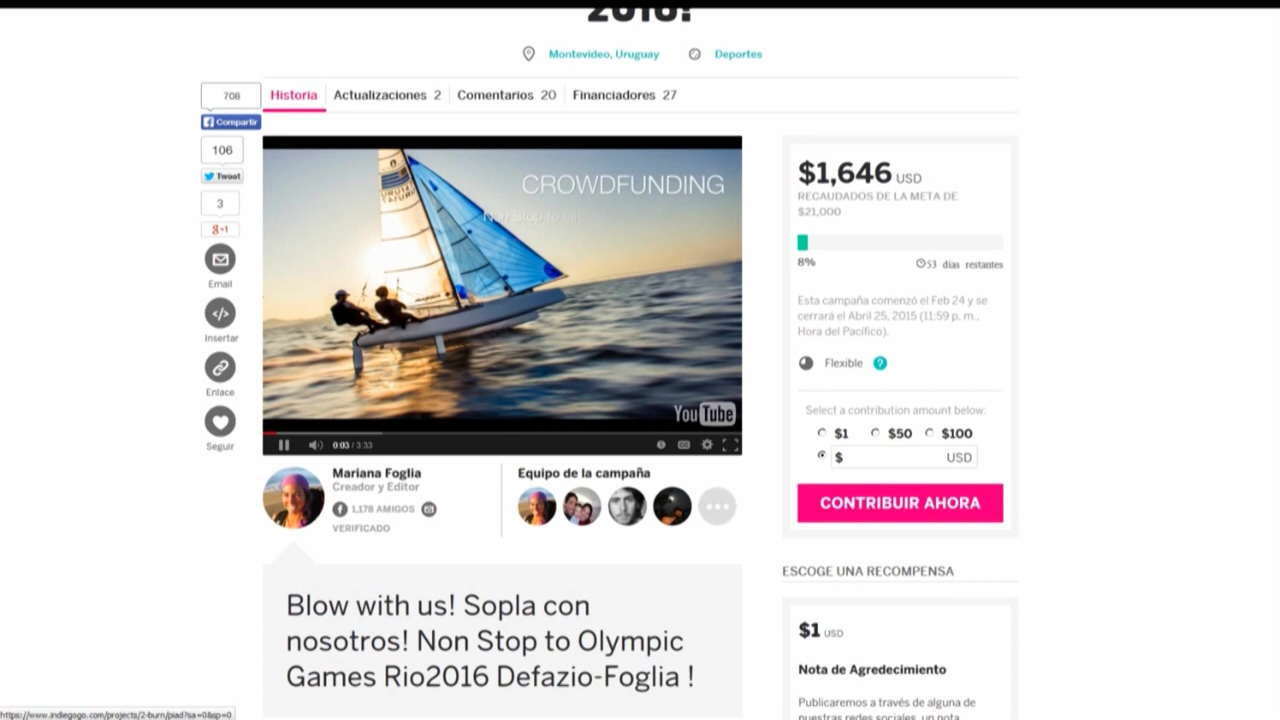 2016!
Montevideo, Uruguay
Deportes
708
Compartir
106
Tweet
3
g+1
Email
Insertar
Enlace
Seguir
Historia
Actualizaciones 2
Comentarios 20
Financiadores 27
CROWDFUNDING
Non Stop to
YouTube
0:03 / 3:33
Mariana Foglia
Creador y Editor
1,178 AMIGOS
VERIFICADO
Equipo de la campaña
Blow with us! Sopla con
nosotros! Non Stop to Olympic
Games Rio2016 Defazio-Foglia !
$1,646 USD
RECAUDADOS DE LA META DE
$21,000
8%
53 días restantes
Esta campaña comenzó el Feb 24 y se
cerrará el Abril 25, 2015 (11:59 p. m.,
Hora del Pacífico).
Flexible ?
Select a contribution amount below:
$1 $50 $100
$ USD
CONTRIBUIR AHORA
ESCOGE UNA RECOMPENSA
$1 USD
Nota de Agredecimiento
Publicaremos a través de alguna de
nuestras redes sociales, un nota
https://www.indiegogo.com/projects/2-burn/piad?sa=0&sp=0